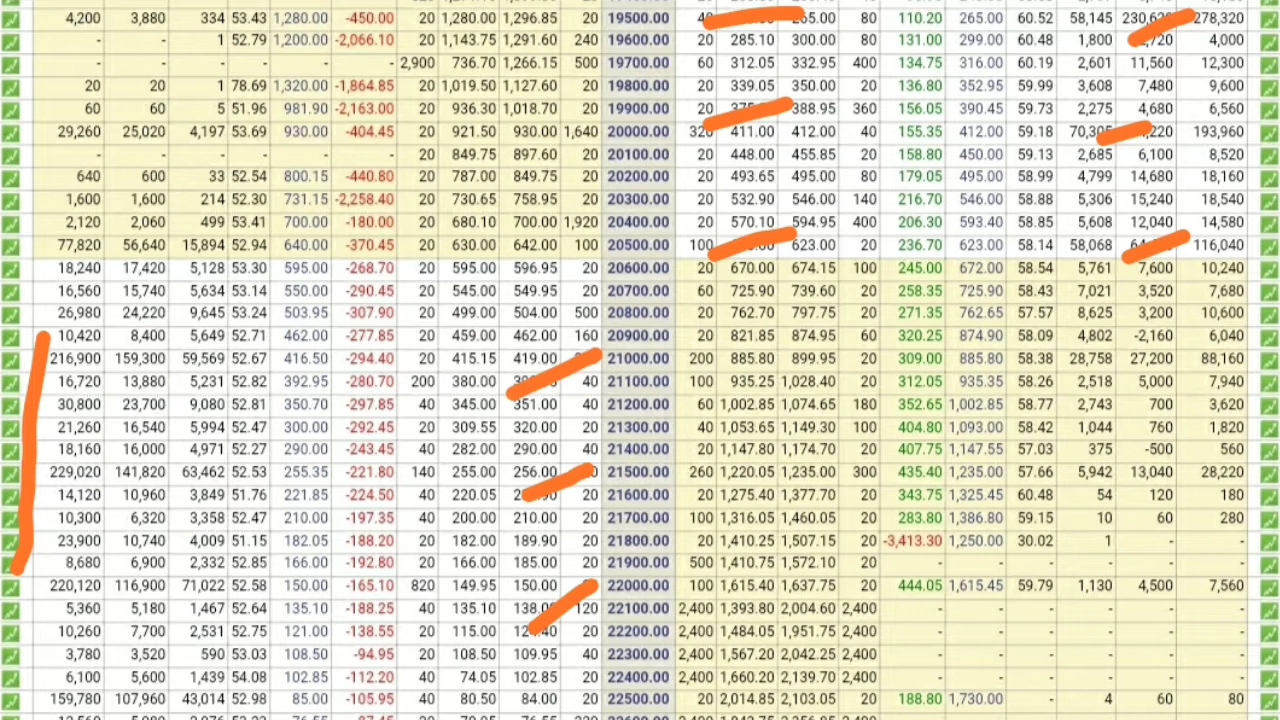 4,200 3,880 334 53.43 1,280.00 -450.00 20 1,280.00 1,296.85 20 19500.00 80 110.20 265.00 60.52 58,145 278,320
- - 1 52.79 1,200.00 -2,066.10 20 1,143.75 1,291.60 240 19600.00 20 285.10 300.00 80 131.00 299.00 60.48 1,800 4,000
- - - - - - 2,900 736.70 1,266.15 500 19700.00 60 312.05 332.95 400 134.75 316.00 60.19 2,601 11,560 12,300
20 20 1 78.69 1,320.00 -1,864.85 20 1,019.50 1,127.60 20 19800.00 20 339.05 350.00 20 136.80 352.95 59.99 3,608 7,480 9,600
60 60 5 51.96 981.90 -2,163.00 20 936.30 1,018.70 20 19900.00 20 388.95 360 156.05 390.45 59.73 2,275 4,680 6,560
29,260 25,020 4,197 53.69 930.00 -404.45 20 921.50 930.00 1,640 20000.00 320 411.00 412.00 40 155.35 412.00 59.18 193,960
- - - - - - 20 849.75 897.60 20 20100.00 20 448.00 455.85 20 158.80 450.00 59.13 2,685 6,100 8,520
640 600 33 52.54 800.15 -440.80 20 787.00 849.75 20 20200.00 20 493.65 495.00 80 179.05 495.00 58.99 4,799 14,680 18,160
1,600 1,600 214 52.30 731.15 -2,258.40 20 730.65 758.95 20 20300.00 20 532.90 546.00 140 216.70 546.00 58.88 5,306 15,240 18,540
2,120 2,060 499 53.41 700.00 -180.00 20 680.10 700.00 1,920 20400.00 20 570.10 594.95 400 206.30 593.40 58.85 5,608 12,040 14,580
77,820 56,640 15,894 52.94 640.00 -370.45 20 630.00 642.00 100 20500.00 100 623.00 20 236.70 623.00 58.14 58,068 116,040
18,240 17,420 5,128 53.30 595.00 -268.70 20 595.00 596.95 20 20600.00 20 670.00 674.15 100 245.00 672.00 58.54 5,761 7,600 10,240
16,560 15,740 5,634 53.14 550.00 -290.45 20 545.00 549.95 20 20700.00 60 725.90 739.60 20 258.35 725.90 58.43 7,021 3,520 7,680
26,980 24,220 9,645 53.24 503.95 -307.90 20 499.00 504.00 500 20800.00 20 762.70 797.75 20 271.35 762.65 57.57 8,625 3,200 10,600
10,420 8,400 5,649 52.71 462.00 -277.85 20 459.00 462.00 160 20900.00 20 821.85 874.95 60 320.25 874.90 58.09 4,802 -2,160 6,040
216,900 159,300 59,569 52.67 416.50 -294.40 20 415.15 419.00 21000.00 200 885.80 899.95 20 309.00 885.80 58.38 28,758 27,200 88,160
16,720 13,880 5,231 52.82 392.95 -280.70 200 380.00 40 21100.00 100 935.25 1,028.40 20 312.05 935.35 58.26 2,518 5,000 7,940
30,800 23,700 9,080 52.81 350.70 -297.85 40 345.00 351.00 40 21200.00 60 1,002.85 1,074.65 180 352.65 1,002.85 58.77 2,743 700 3,620
21,260 16,540 5,994 52.47 300.00 -292.45 20 309.55 320.00 20 21300.00 40 1,053.65 1,149.30 100 404.80 1,093.00 58.42 1,044 760 1,820
18,160 16,000 4,971 52.27 290.00 -243.45 40 282.00 290.00 40 21400.00 20 1,147.80 1,174.70 20 407.75 1,147.55 57.03 375 -500 560
229,020 141,820 63,462 52.53 255.35 -221.80 140 255.00 256.00 21500.00 260 1,220.05 1,235.00 300 435.40 1,235.00 57.66 5,942 13,040 28,220
14,120 10,960 3,849 51.76 221.85 -224.50 40 220.05 20 21600.00 20 1,275.40 1,377.70 20 343.75 1,325.45 60.48 54 120 180
10,300 6,320 3,358 52.47 210.00 -197.35 40 200.00 210.00 20 21700.00 100 1,316.05 1,460.05 20 283.80 1,386.80 59.15 10 60 280
23,900 10,740 4,009 51.15 182.05 -188.20 20 182.00 189.90 20 21800.00 20 1,410.25 1,507.15 20 -3,413.30 1,250.00 30.02 1 - -
8,680 6,900 2,332 52.85 166.00 -192.80 20 166.00 185.00 20 21900.00 500 1,410.75 1,572.10 20 - - - - - -
220,120 116,900 71,022 52.58 150.00 -165.10 820 149.95 150.00 22000.00 100 1,615.40 1,637.75 20 444.05 1,615.45 59.79 1,130 4,500 7,560
5,360 5,180 1,467 52.64 135.10 -188.25 40 135.10 120 22100.00 2,400 1,393.80 2,004.60 2,400 - - - - - -
10,260 7,700 2,531 52.75 121.00 -138.55 20 115.00 20 22200.00 2,400 1,484.05 1,951.75 2,400 - - - - - -
3,780 3,520 590 53.03 108.50 -94.95 20 108.50 109.95 40 22300.00 2,400 1,567.20 2,042.25 2,400 - - - - - -
6,100 5,600 1,439 54.08 102.85 -112.20 40 74.05 102.85 20 22400.00 2,400 1,660.20 2,139.70 2,400 - - - - - -
159,780 107,960 43,014 52.98 85.00 -105.95 40 80.50 84.00 20 22500.00 20 2,014.85 2,103.05 20 188.80 1,730.00 - 4 60 80